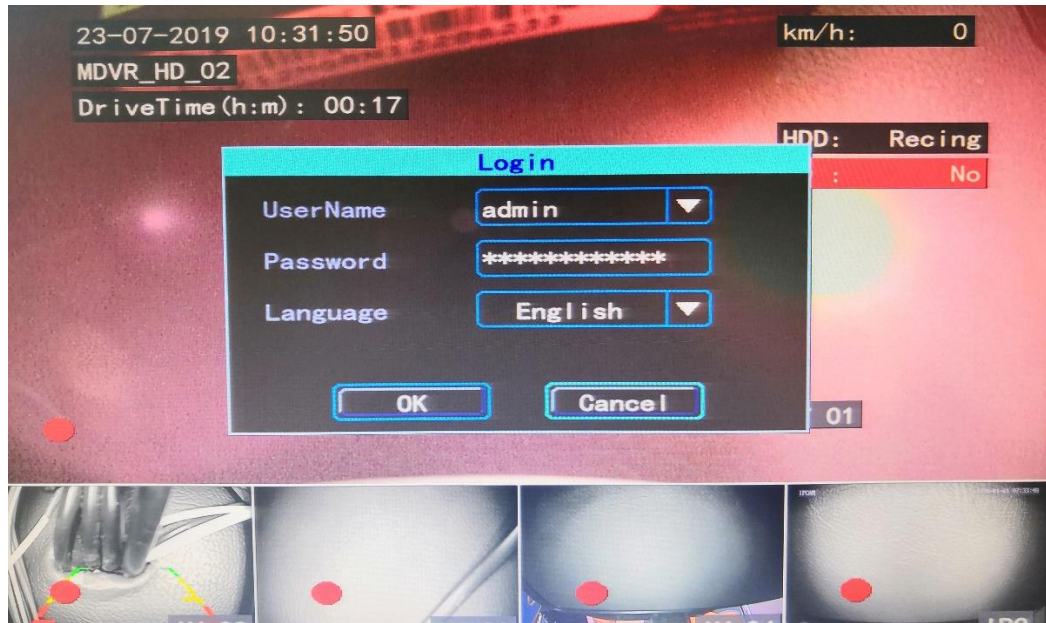 23-07-2019 10:31:50
km/h: 0
MDVR_HD_02
DriveTime(h:m): 00:17
HDD: Recing
: No
Login
UserName admin
Password ************
Language English
OK Cancel
01
IPCAM